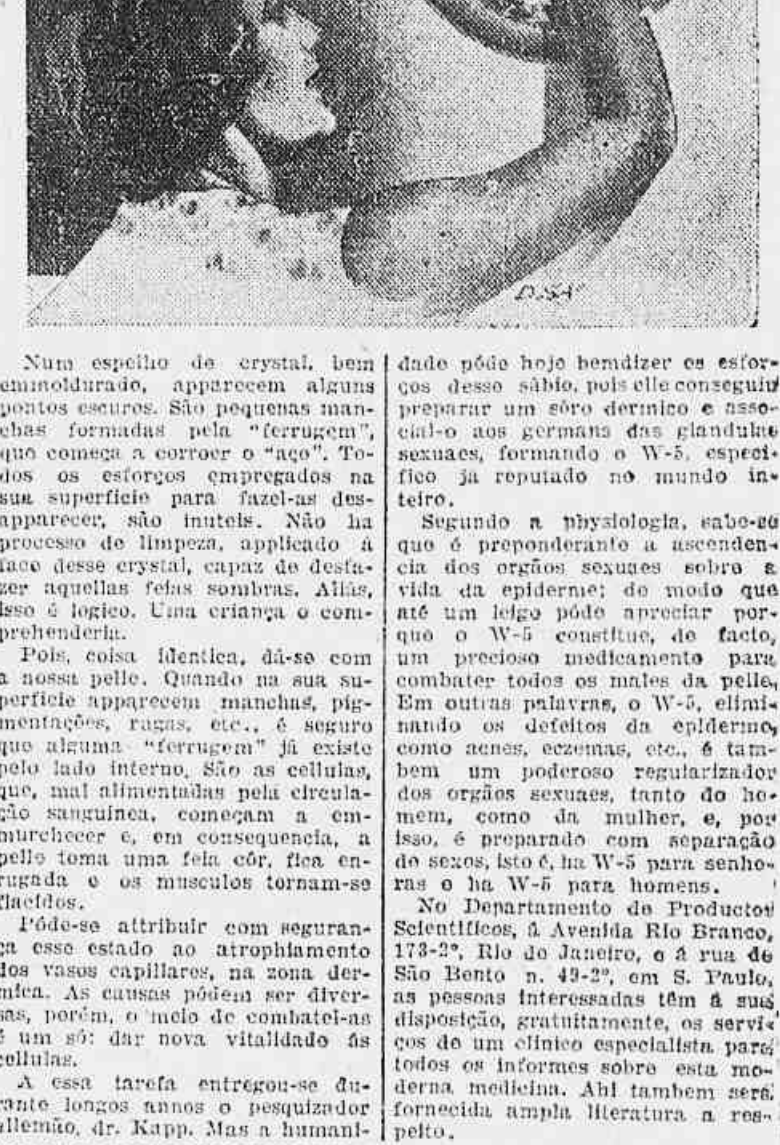 D. SA
Num espelho de crystal, bem
emmoldurado, apparecem alguns
pontos escuros. São pequenas man-
chas formadas pela "ferrugem",
que começa a corroer o "aço". To-
dos os esforços empregados na
sua superficie para fazel-as des-
apparecer, são inuteis. Não ha
processo de limpeza, applicado á
face desse crystal, capaz de desfa-
zer aquellas feias sombras. Aliás,
isso é logico. Uma criança o com-
prehenderia.
Pois, coisa identica, dá-se com
a nossa pelle. Quando na sua su-
perficie apparecem manchas, pig-
mentações, rugas, etc., é seguro
que alguma "ferrugem" já existe
pelo lado interno. São as cellulas,
que, mal alimentadas pela circula-
ção sanguinea, começam a em-
murchecer e, em consequencia, a
pelle toma uma feia côr, fica en-
rugada e os musculos tornam-se
flacidos.
Póde-se attribuir com seguran-
ça esse estado ao atrophiamento
dos vasos capillares, na zona der-
mica. As causas pódem ser diver-
sas, porém, o meio de combatel-as
é um só: dar nova vitalidade ás
cellulas.
A essa tarefa entregou-se du-
rante longos annos o pesquizador
allemão, dr. Kapp. Mas a humani-
dade póde hoje bemdizer os esfor-
ços desse sábio, pois elle conseguiu
preparar um sôro dermico e asso-
cial-o aos germans das glandulas
sexuaes, formando o W-5, especi-
fico já reputado no mundo in-
teiro.
Segundo a physiologia, sabe-se
que é preponderante a ascenden-
cia dos orgãos sexuaes sobre a
vida da epiderme; de modo que
até um leigo póde apreciar por-
que o W-5 constitue, de facto,
um precioso medicamento para
combater todos os males da pelle.
Em outras palavras, o W-5, elimi-
nando os defeitos da epiderme,
como acnes, eczemas, etc., é tam-
bem um poderoso regularizador
dos orgãos sexuaes, tanto do ho-
mem, como da mulher, e, por
isso, é preparado com separação
de sexos, isto é, ha W-5 para senho-
ras e ha W-5 para homens.
No Departamento de Productos
Scientificos, á Avenida Rio Branco,
173-2º, Rio de Janeiro, e á rua de
São Bento n. 49-2º, em S. Paulo,
as pessoas interessadas têm á sua
disposição, gratuitamente, os servi-
ços de um clinico especialista para
todos os informes sobre esta mo-
derna medicina. Ahi tambem será
fornecida ampla literatura a res-
peito.